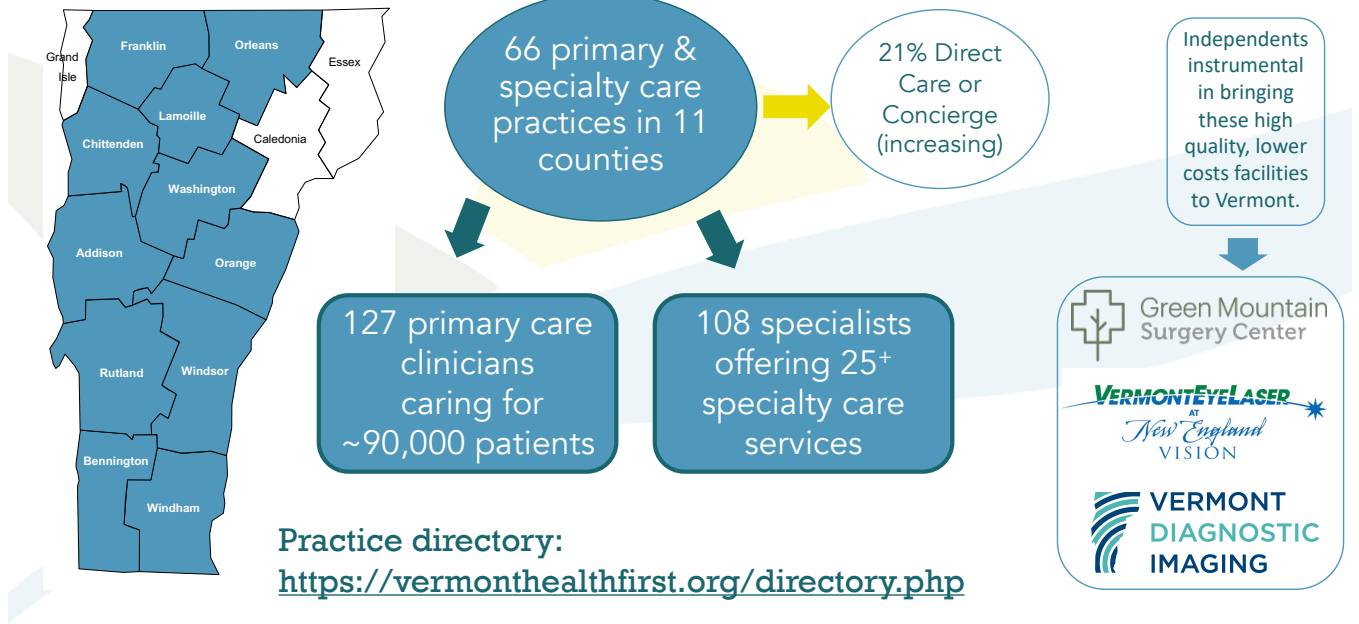 Grand
Isle
Franklin
Orleans
Essex
Lamoille
Chittenden
Caledonia
Washington
Addison
Orange
Rutland
Windsor
Bennington
Windham
66 primary &
specialty care
practices in 11
counties
21% Direct
Care or
Concierge
(increasing)
127 primary care
clinicians
caring for
~90,000 patients
108 specialists
offering 25+
specialty care
services
Independents
instrumental
in bringing
these high
quality, lower
costs facilities
to Vermont.
Green Mountain
Surgery Center
VERMONTEYELASER
AT
New England
VISION
VERMONT
DIAGNOSTIC
IMAGING
Practice directory:
https://vermonthealthfirst.org/directory.php